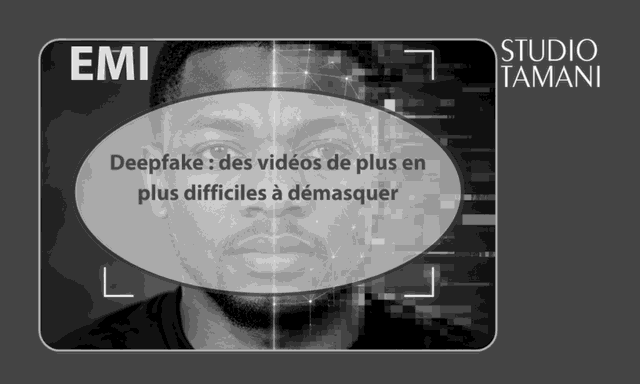 EMI
STUDIO
TAMANI
Deepfake : des vidéos de plus en
plus difficiles à démasquer